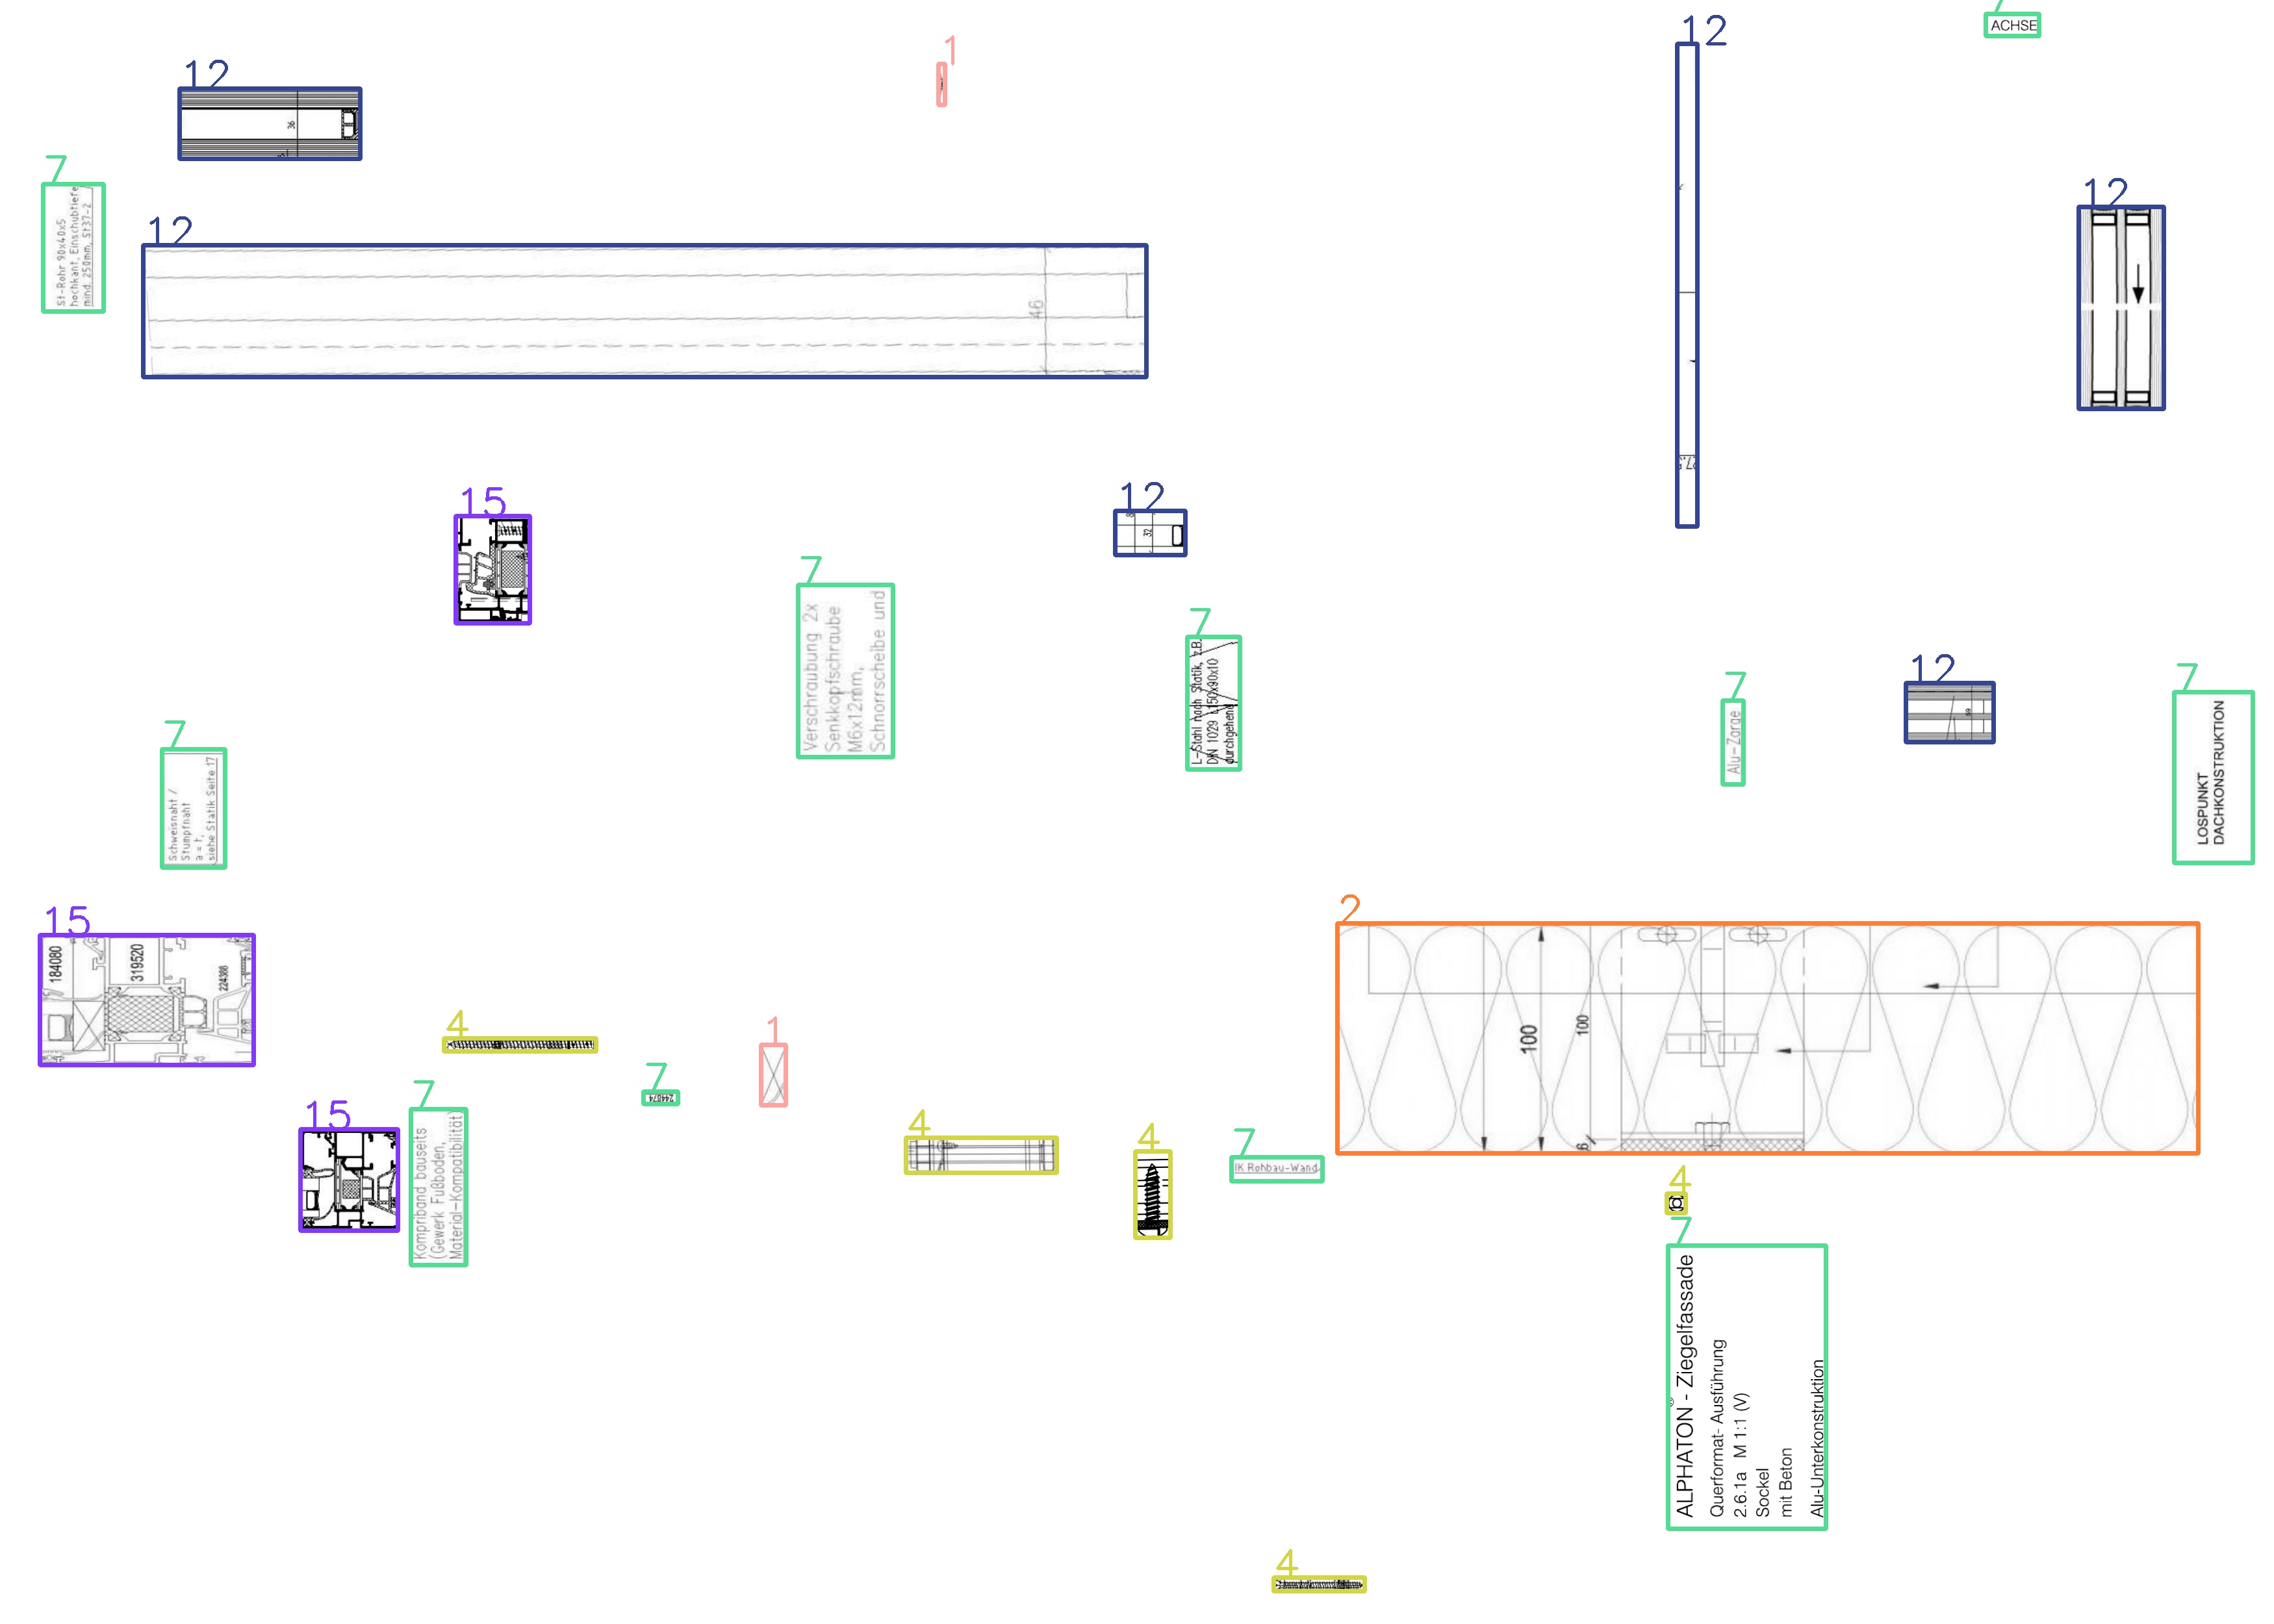 7
ACHSE
12
1
12
36
7
St-Rohr 90x40x5
hochkant, Einschubtiefe
mind. 250mm, St37-2
12
46
12
15
12
32
7
Verschraubung 2x
Senkkopfschraube
M6x12mm,
Schnorrscheibe und
7
L-Stahl nach Statik, z.B.
DIN 1029 L150x90x10
durchgehend
7
Alu-Zarge
12
7
LOSPUNKT
DACHKONSTRUKTION
7
Schweisnaht /
Stumpfnaht
a = t,
siehe Statik Seite 17
15
184080
319520
224388
2
100
100
6
4
1
7
244874
15
7
Kompriband bauseits
(Gewerk Fußboden,
Material-Kompatibilität)
4
4
7
IK Rohbau-Wand
4
7
ALPHATON® - Ziegelfassade
Querformat- Ausführung
2.6.1a M 1:1 (V)
Sockel
mit Beton
Alu-Unterkonstruktion
4